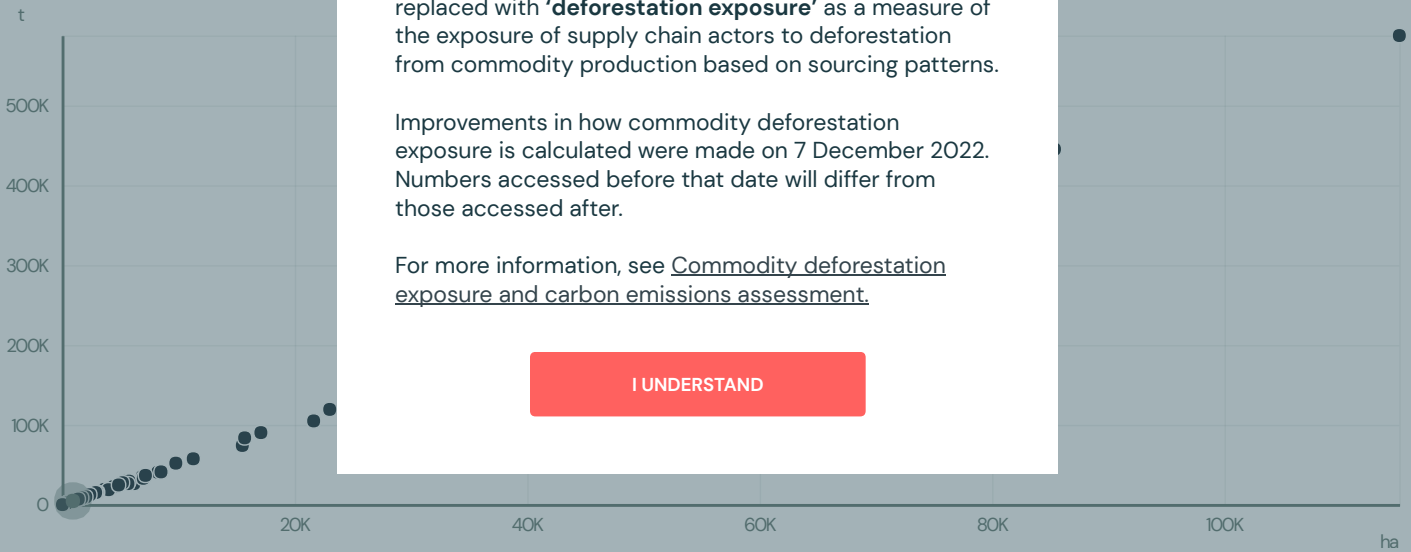 t
replaced with ‘deforestation exposure’ as a measure of
the exposure of supply chain actors to deforestation
from commodity production based on sourcing patterns.
500K
Improvements in how commodity deforestation
exposure is calculated were made on 7 December 2022.
400K
Numbers accessed before that date will differ from
those accessed after.
300K
For more information, see Commodity deforestation
exposure and carbon emissions assessment.
200K
I UNDERSTAND
100K
0
20K 40K 60K 80K 100K
ha